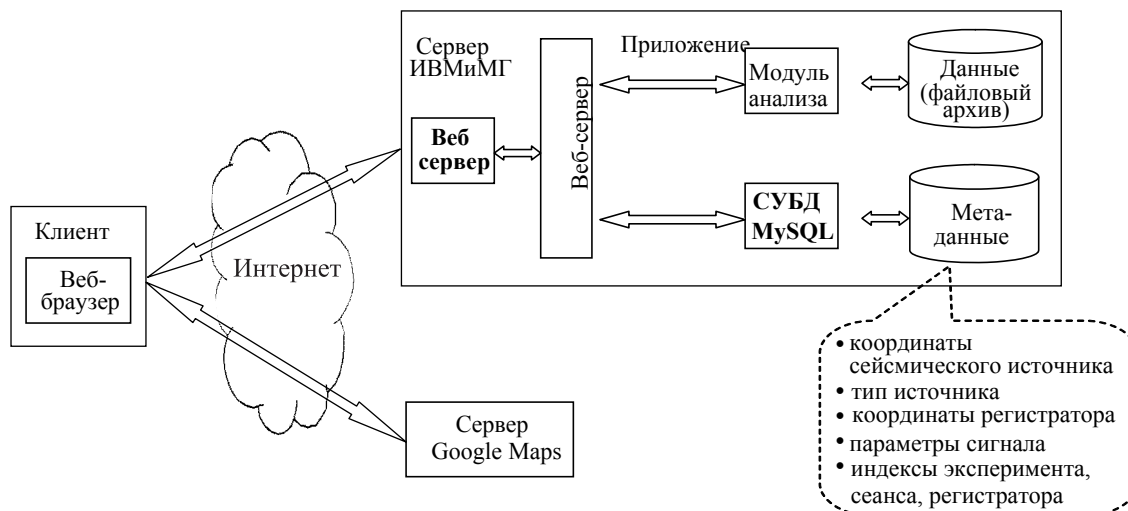 Сервер
ИВМиМГ
Приложение
Веб
сервер
Веб-сервер
Модуль
анализа
Данные
(файловый
архив)
СУБД
MySQL
Мета-
данные
Клиент
Веб-
браузер
Интернет
Сервер
Google Maps
• координаты
сейсмического источника
• тип источника
• координаты регистратора
• параметры сигнала
• индексы эксперимента,
сеанса, регистратора